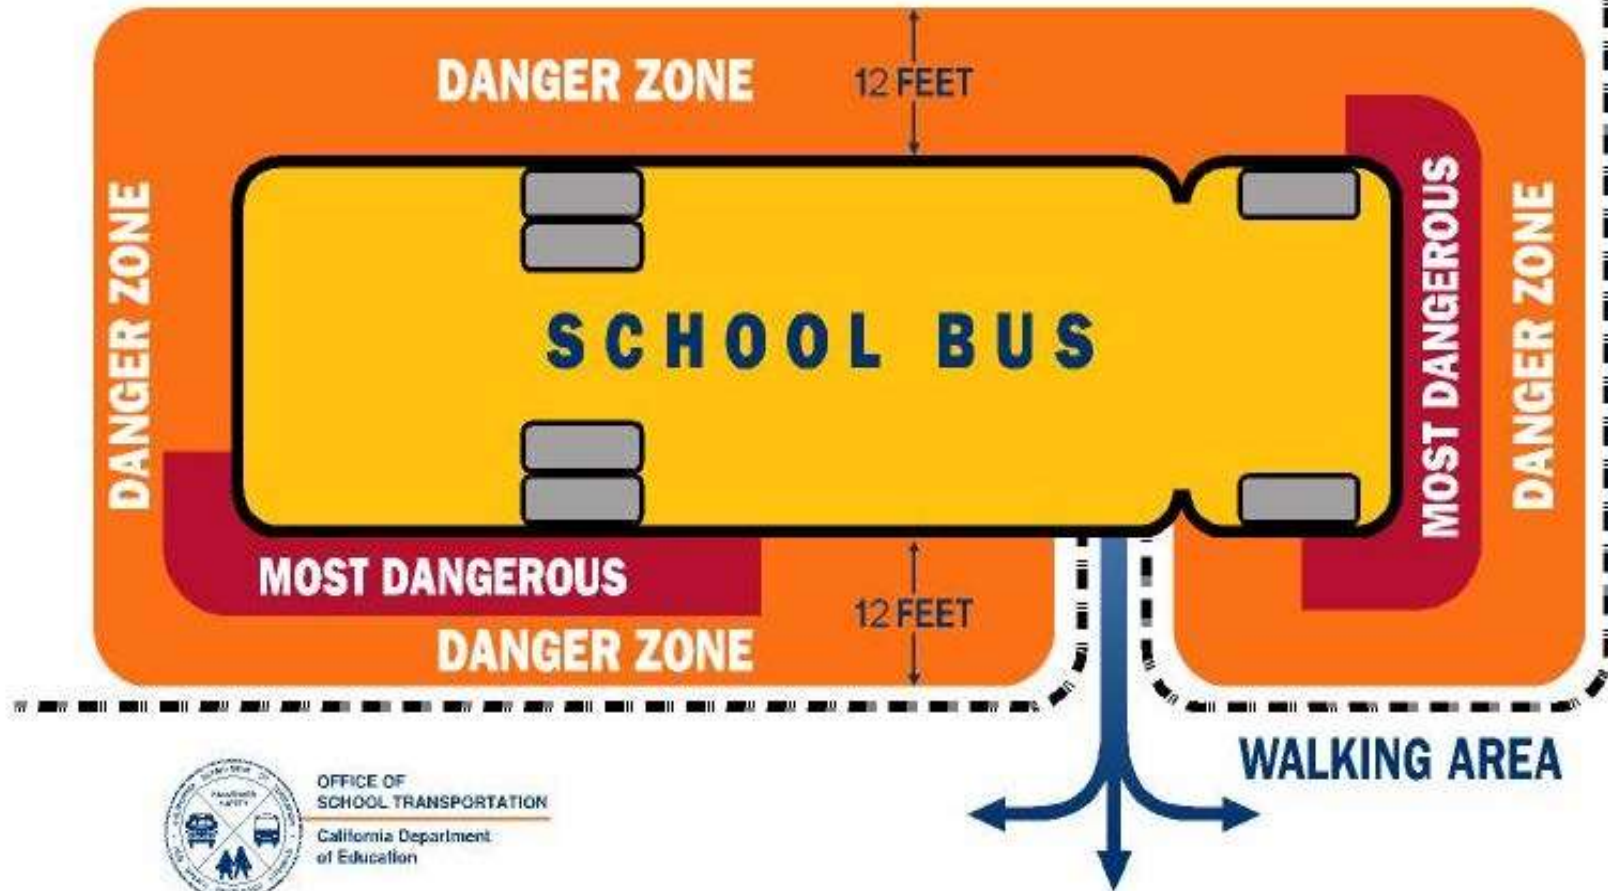 DANGER ZONE
12 FEET
DANGER ZONE
SCHOOL BUS
MOST DANGEROUS
DANGER ZONE
MOST DANGEROUS
12 FEET
DANGER ZONE
WALKING AREA
OFFICE OF
SCHOOL TRANSPORTATION
California Department
of Education